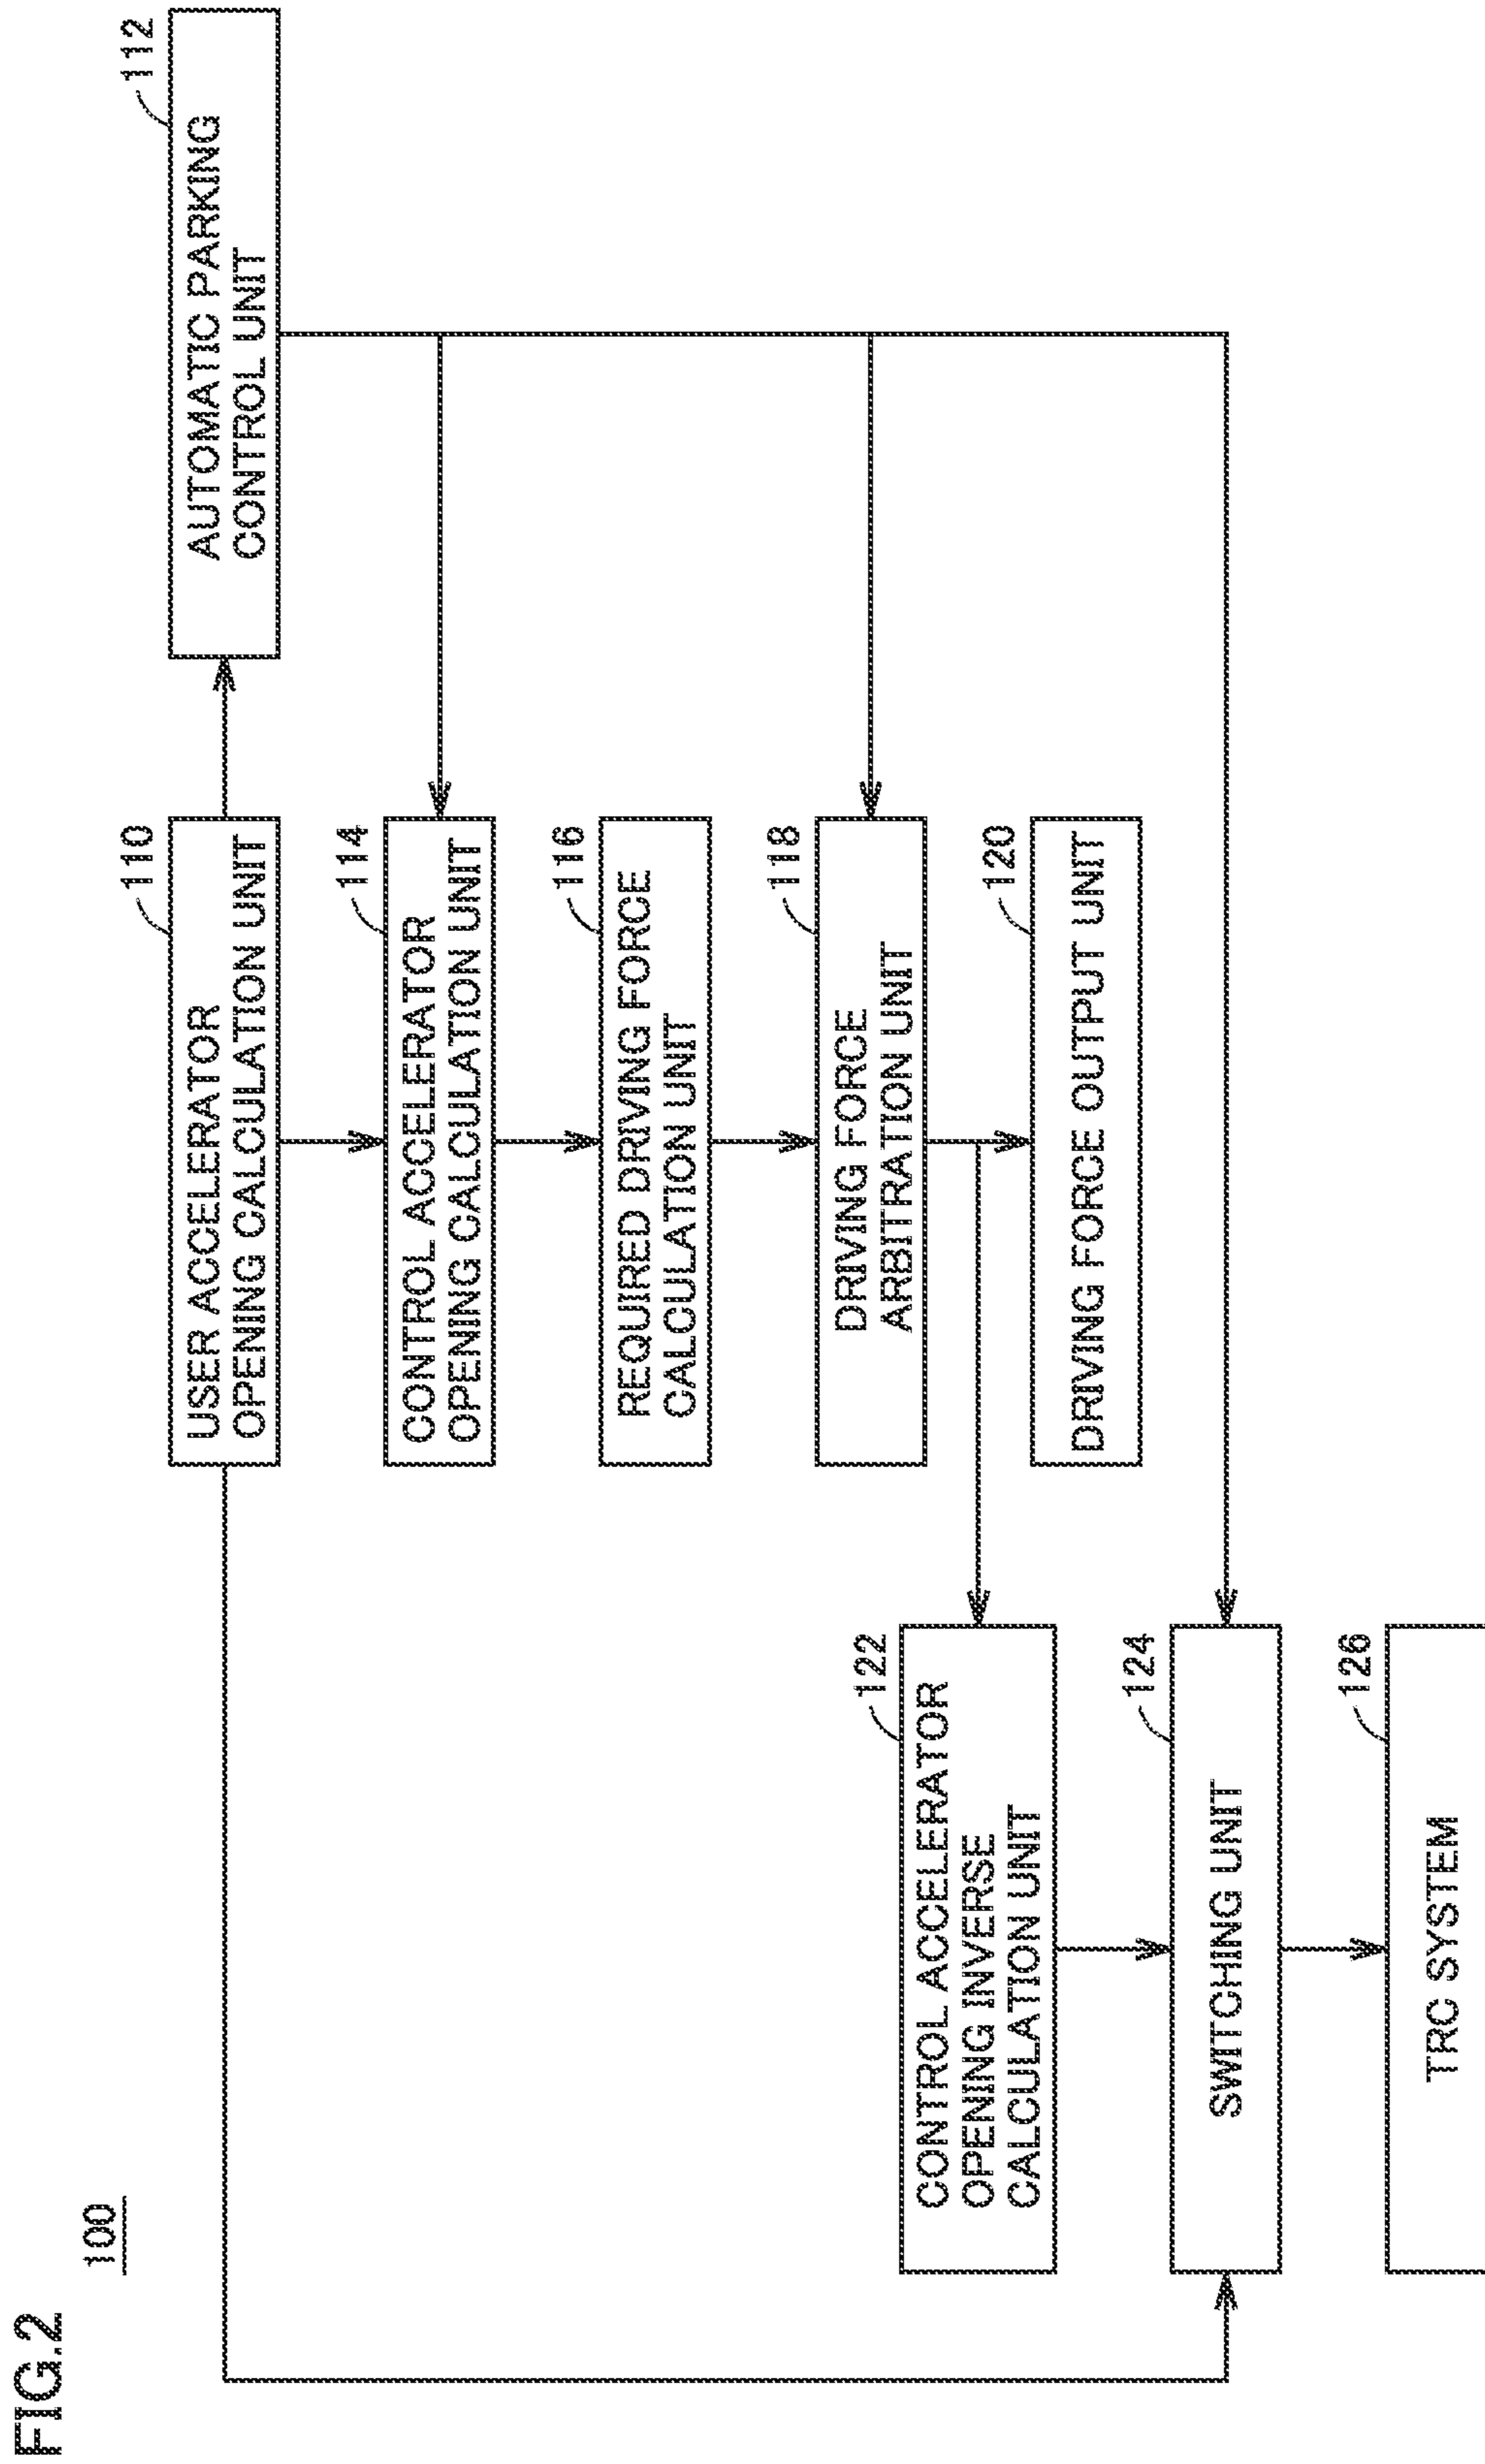 FIG.2
100
110
USER ACCELERATOR
OPENING CALCULATION UNIT
112
AUTOMATIC PARKING
CONTROL UNIT
114
CONTROL ACCELERATOR
OPENING CALCULATION UNIT
116
REQUIRED DRIVING FORCE
CALCULATION UNIT
118
DRIVING FORCE
ARBITRATION UNIT
122
CONTROL ACCELERATOR
OPENING INVERSE
CALCULATION UNIT
120
DRIVING FORCE OUTPUT UNIT
124
SWITCHING UNIT
126
TRC SYSTEM